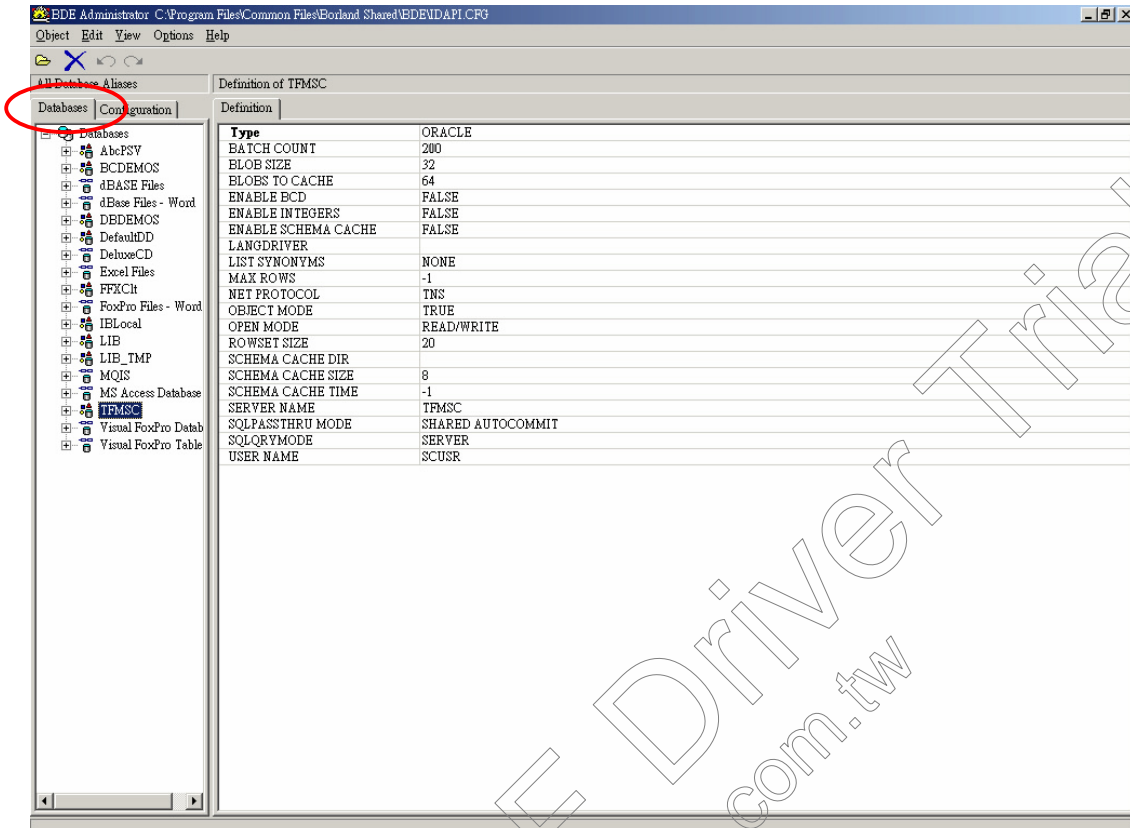 BDE Administrator C:\Program Files\Common Files\Borland Shared\BDE\IDAPI.CFG
Object Edit View Options Help
All Database Aliases
Definition of TFMSC
Databases Configuration
Definition
Databases
AbcPSV
BCDEMOS
dBASE Files
dBase Files - Word
DBDEMOS
DefaultDD
DeluxeCD
Excel Files
FFXClt
FoxPro Files - Word
IBLocal
LIB
LIB_TMP
MQIS
MS Access Database
TFMSC
Visual FoxPro Datab
Visual FoxPro Table
Type ORACLE
BATCH COUNT 200
BLOB SIZE 32
BLOBS TO CACHE 64
ENABLE BCD FALSE
ENABLE INTEGERS FALSE
ENABLE SCHEMA CACHE FALSE
LANGDRIVER
LIST SYNONYMS NONE
MAX ROWS -1
NET PROTOCOL TNS
OBJECT MODE TRUE
OPEN MODE READ/WRITE
ROWSET SIZE 20
SCHEMA CACHE DIR
SCHEMA CACHE SIZE 8
SCHEMA CACHE TIME -1
SERVER NAME TFMSC
SQLPASSTHRU MODE SHARED AUTOCOMMIT
SQLQRYMODE SERVER
USER NAME SCUSR
Driver
com.tw